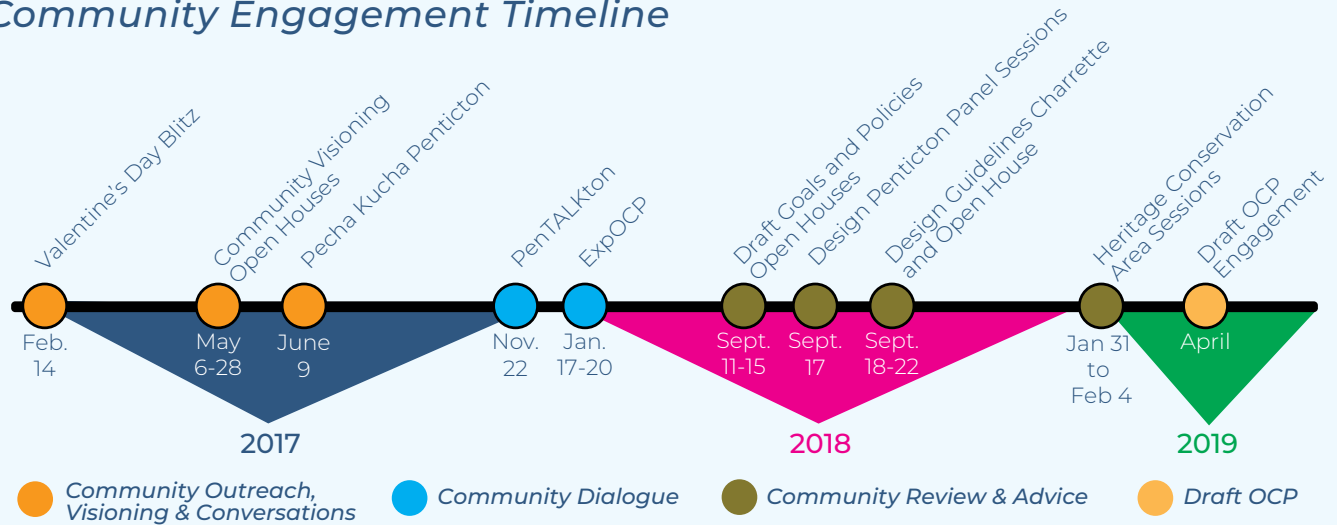 Community Engagement Timeline
Valentine's Day Blitz
Community Visioning
Open Houses
Pecha Kucha Penticton
PenTALKton
ExpOCP
Draft Goals and Policies
Open Houses
Design Penticton Panel Sessions
Design Guidelines Charrette
and Open House
Heritage Conservation
Area Sessions
Draft OCP
Engagement
Feb.
14
May
6-28
June
9
Nov.
22
Jan.
17-20
Sept.
11-15
Sept.
17
Sept.
18-22
Jan 31
to
Feb 4
April
2017
2018
2019
Community Outreach,
Visioning & Conversations
Community Dialogue
Community Review & Advice
Draft OCP